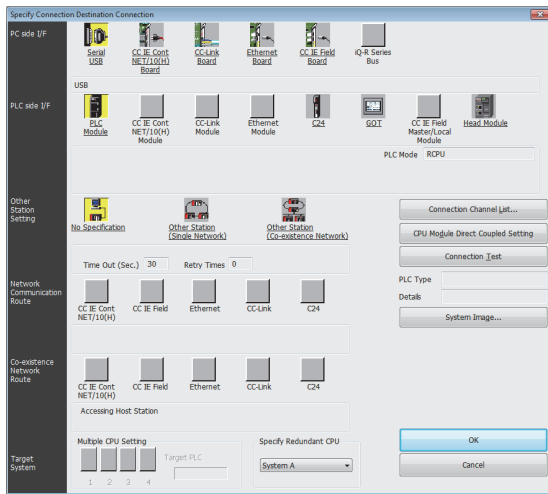 Specify Connection Destination Connection
PC side I/F
Serial
USB
CC IE Cont
NET/10(H)
Board
CC-Link
Board
Ethernet
Board
CC IE Field
Board
iQ-R Series
Bus
USB
PLC side I/F
PLC
Module
CC IE Cont
NET/10(H)
Module
CC-Link
Module
Ethernet
Module
C24
GOT
CC IE Field
Master/Local
Module
Head Module
PLC Mode RCPU
Other
Station
Setting
No Specification
Other Station
(Single Network)
Other Station
(Co-existence Network)
Connection Channel List...
CPU Module Direct Coupled Setting
Time Out (Sec.) 30 Retry Times 0
Connection Test
Network
Communication
Route
CC IE Cont
NET/10(H)
CC IE Field
Ethernet
CC-Link
C24
PLC Type
Details
System Image...
Co-existence
Network
Route
CC IE Cont
NET/10(H)
CC IE Field
Ethernet
CC-Link
C24
Accessing Host Station
Target
System
Multiple CPU Setting
Target PLC
1 2 3 4
Specify Redundant CPU
System A
OK
Cancel